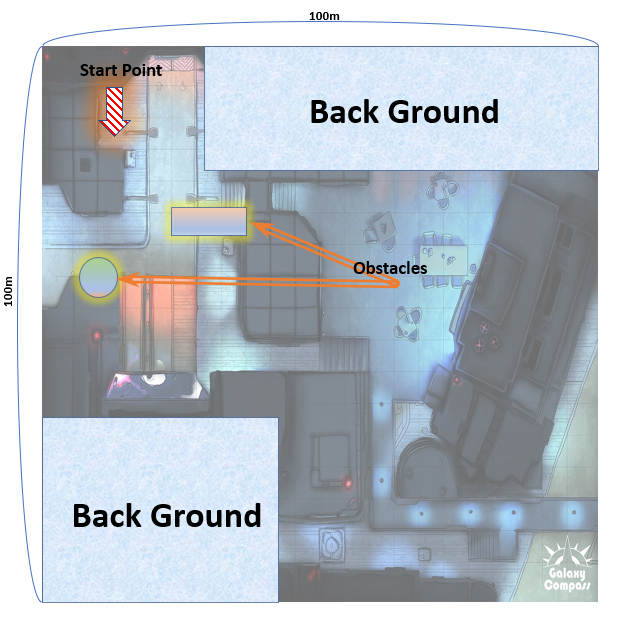 100m
Start Point
Back Ground
Obstacles
100m
Back Ground
Galaxy
Compass